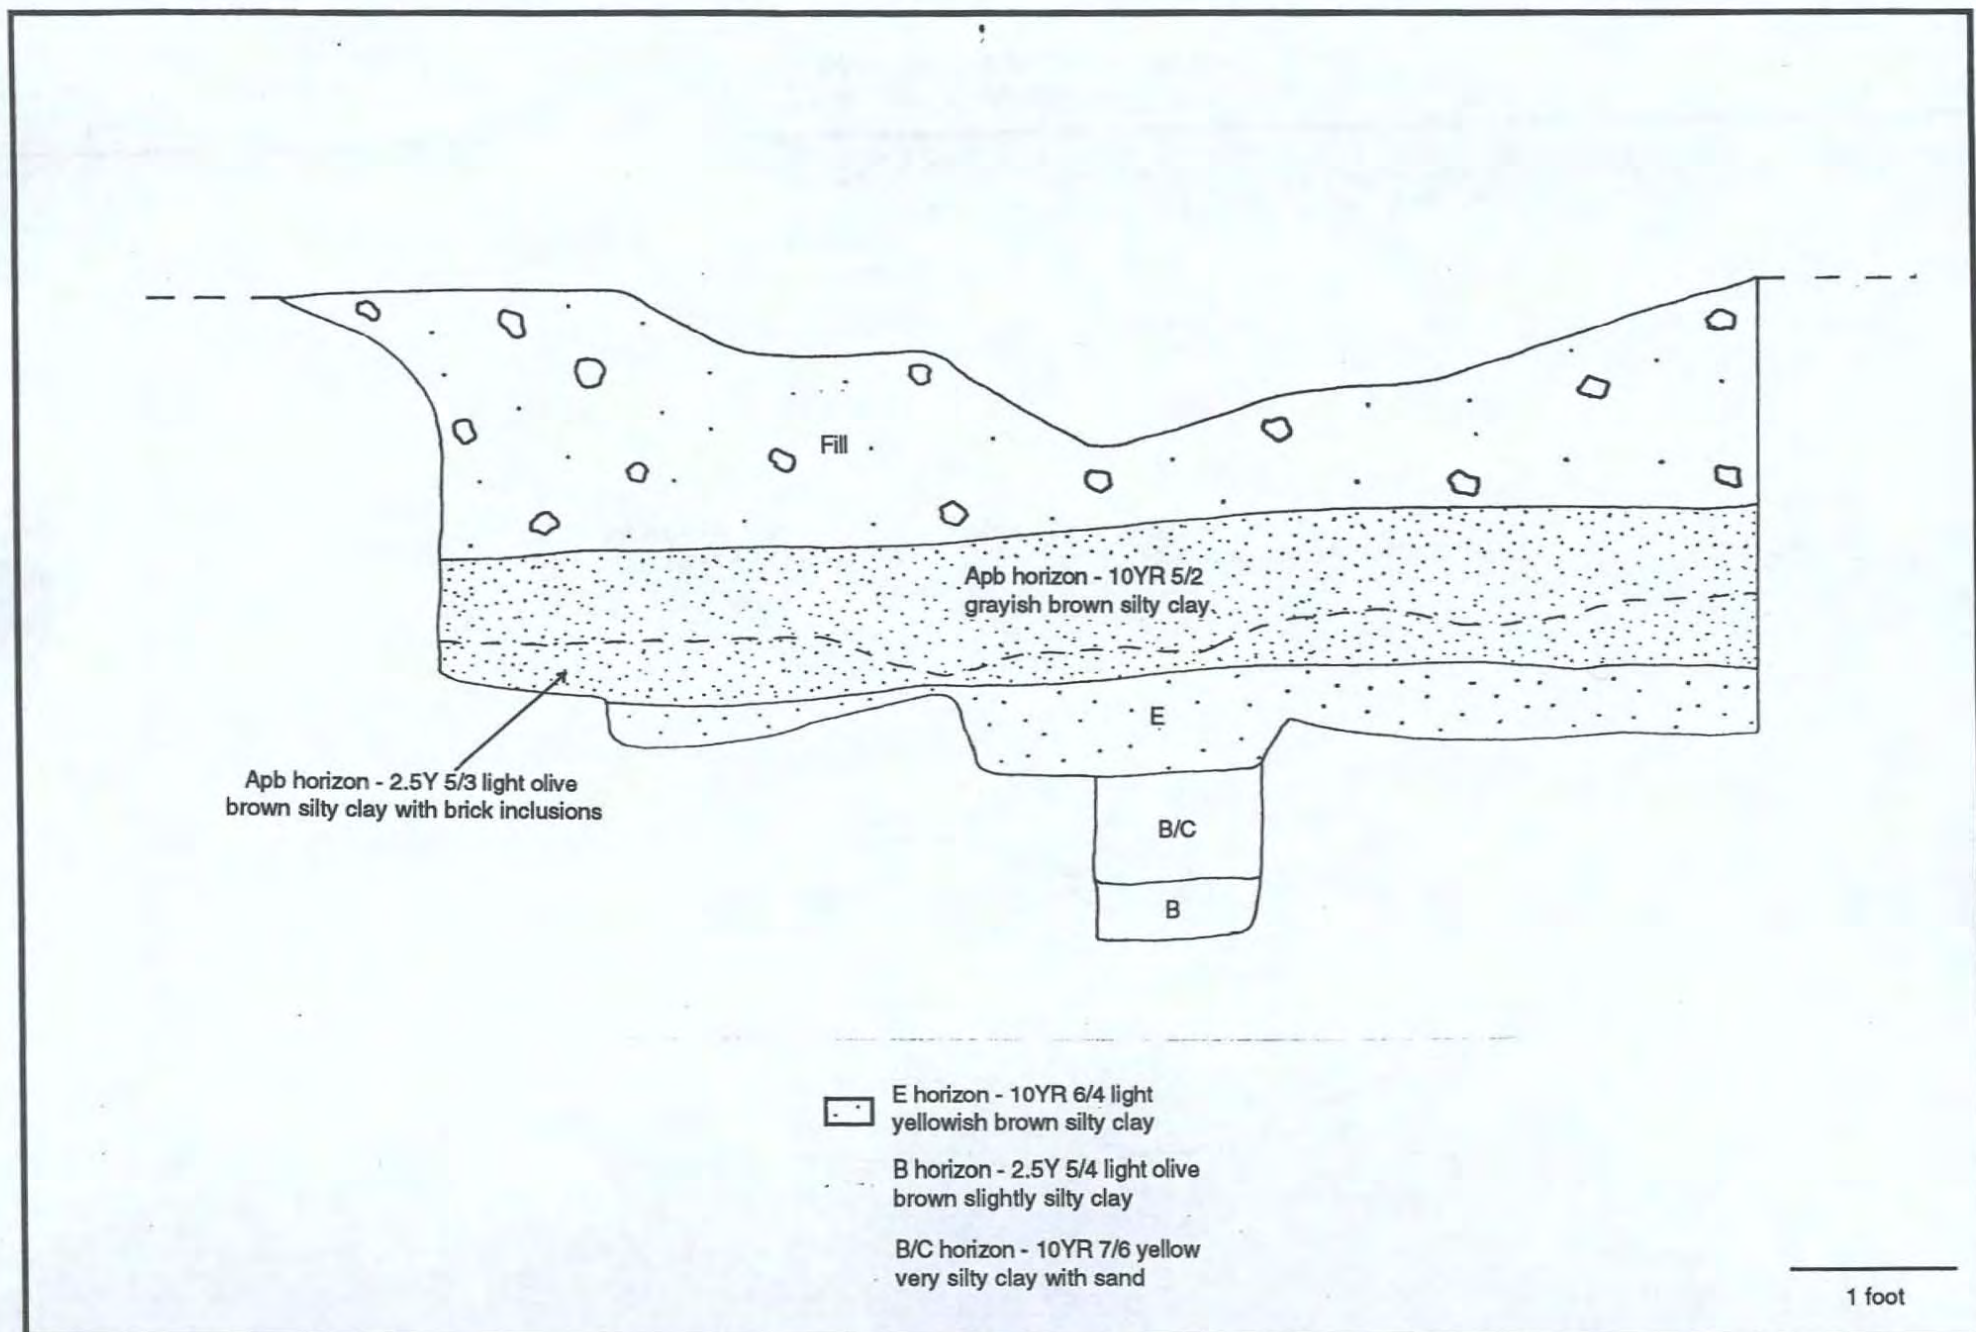 Fill
Apb horizon - 10YR 5/2
grayish brown silty clay
E
Apb horizon - 2.5Y 5/3 light olive
brown silty clay with brick inclusions
B/C
B
E horizon - 10YR 6/4 light
yellowish brown silty clay
B horizon - 2.5Y 5/4 light olive
brown slightly silty clay
B/C horizon - 10YR 7/6 yellow
very silty clay with sand
1 foot